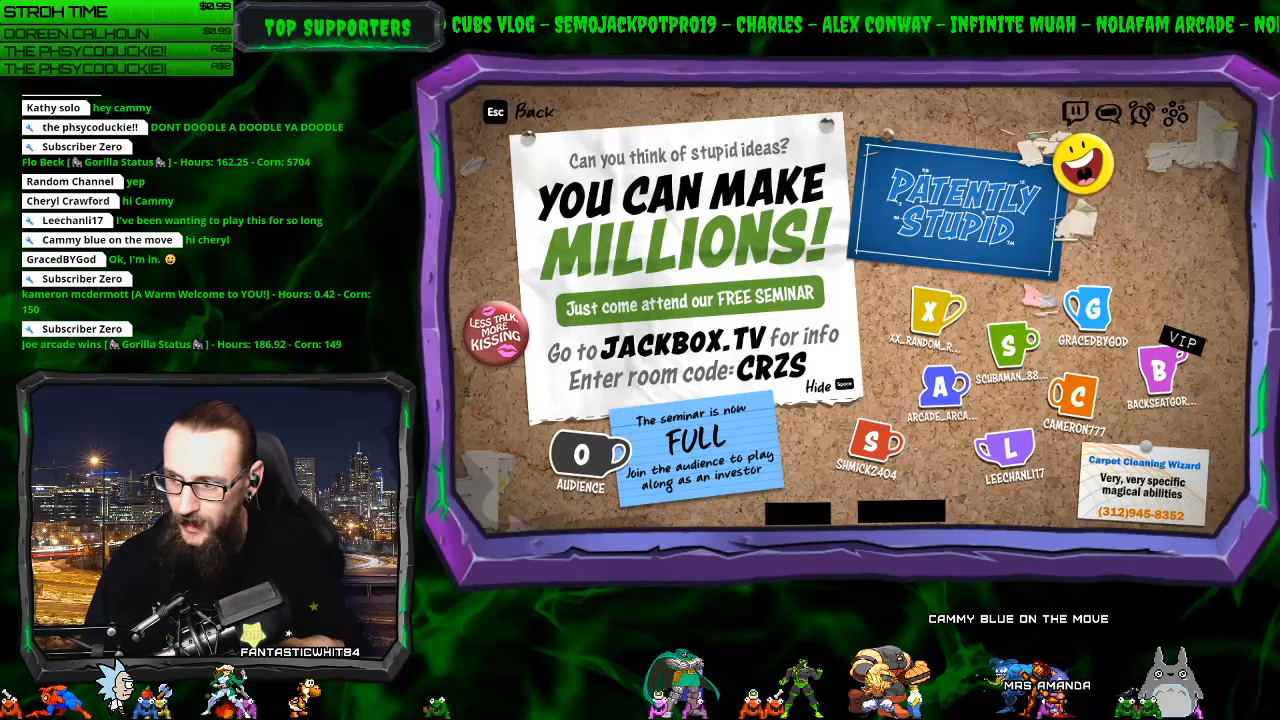 STROH TIME $0.99
DOREEN CALHOUN $0.99
THE PHSYCODUCKIE!! A$2
THE PHSYCODUCKIE!! A$2
TOP SUPPORTERS
CUBS VLOG - SEMOJACKPOTPRO19 - CHARLES - ALEX CONWAY - INFINITE MUAH - NOLAFAM ARCADE -
Kathy solo hey cammy
the phsycoduckie!! DONT DOODLE A DOODLE YA DOODLE
Subscriber Zero
Flo Beck [🦍Gorilla Status🦍] - Hours: 162.25 - Corn: 5704
Random Channel yep
Cheryl Crawford hi Cammy
Leechanli17 I've been wanting to play this for so long
Cammy blue on the move hi cheryl
GracedBYGod Ok, I'm in. 😀
Subscriber Zero
kameron mcdermott [A Warm Welcome to YOU!] - Hours: 0.42 - Corn:
150
Subscriber Zero
Joe arcade wins [🦍Gorilla Status🦍] - Hours: 186.92 - Corn: 149
Esc Back
Can you think of stupid ideas?
YOU CAN MAKE
MILLIONS!
Just come attend our FREE SEMINAR
Go to JACKBOX.TV for info
Enter room code: CRZS
Hide Space
LESS TALK,
MORE
KISSING
PATENTLY
STUPID™
The seminar is now
FULL
Join the audience to play
along as an investor
0
AUDIENCE
X
XX_RANDOM_R...
S
SCUBAMAN_88...
G
GRACEDBYGOD
VIP
B
BACKSEATGOR...
A
ARCADE_ARCA...
C
CAMERON777
S
SHMICK2404
L
LEECHANLI17
Carpet Cleaning Wizard
Very, very specific
magical abilities
(312)945-8352
CAMMY BLUE ON THE MOVE
FANTASTICWHIT84
MRS AMANDA